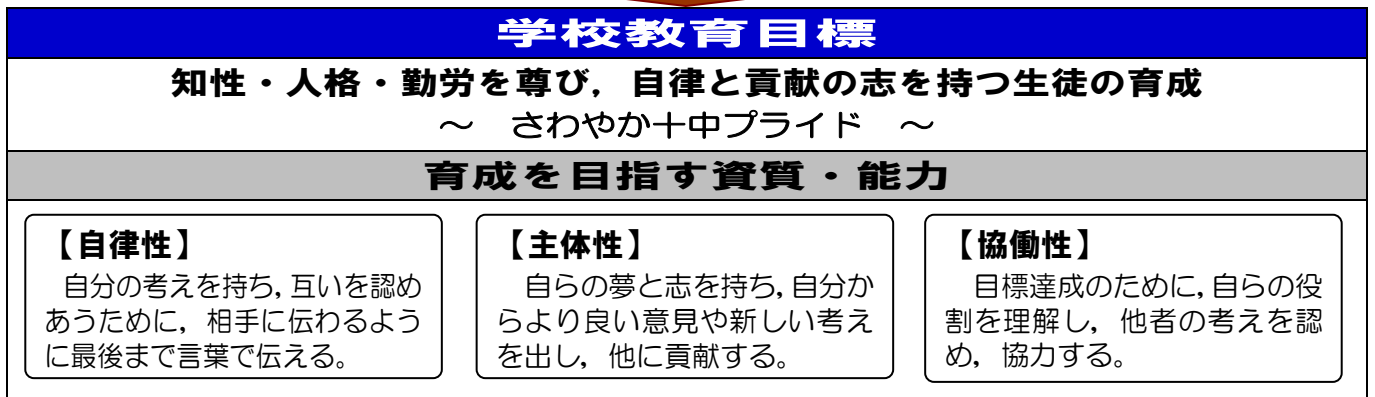 学校教育目標
知性・人格・勤労を尊び，自律と貢献の志を持つ生徒の育成
～　さわやか十中プライド　～
育成を目指す資質・能力
【自律性】
自分の考えを持ち，互いを認め
あうために，相手に伝わるよう
に最後まで言葉で伝える。
【主体性】
自らの夢と志を持ち，自分か
らより良い意見や新しい考え
を出し，他に貢献する。
【協働性】
目標達成のために，自らの役
割を理解し，他者の考えを認
め，協力する。